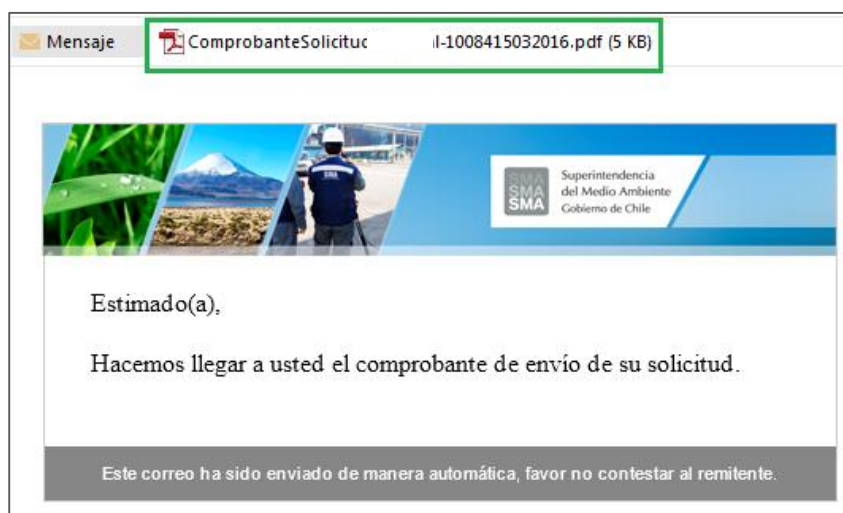 Mensaje ComprobanteSolicituc l-1008415032016.pdf (5 KB)
SMA
SMA
SMA
SMA
Superintendencia
del Medio Ambiente
Gobierno de Chile
Estimado(a),
Hacemos llegar a usted el comprobante de envío de su solicitud.
Este correo ha sido enviado de manera automática, favor no contestar al remitente.